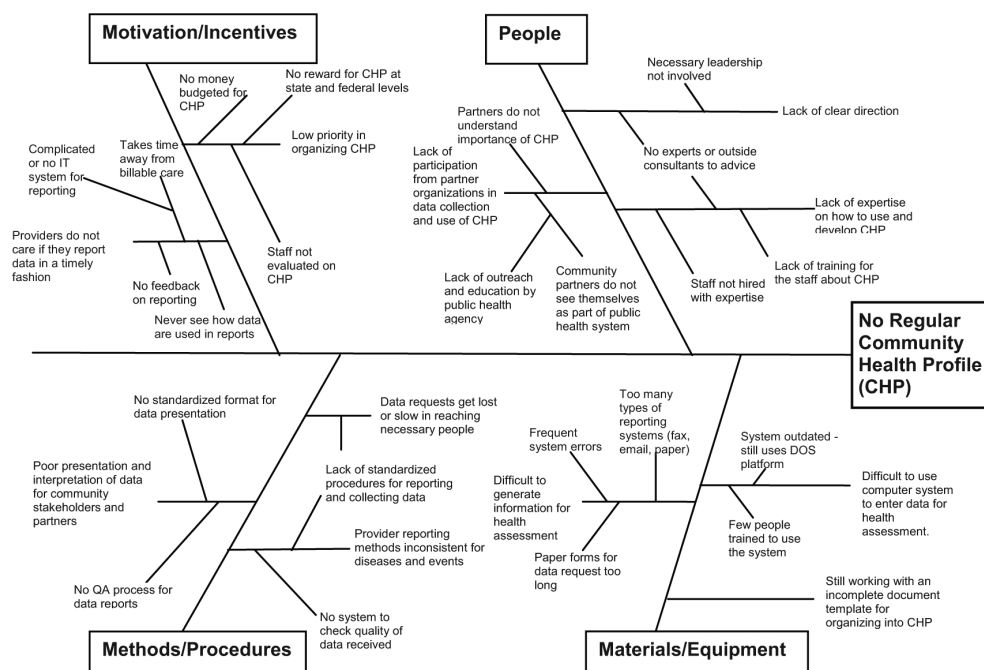 Motivation/Incentives
People
No money
budgeted for
CHP
No reward for CHP at
state and federal levels
Low priority in
organizing CHP
Complicated
or no IT
system for
reporting
Takes time
away from
billable care
Providers do not
care if they report
data in a timely
fashion
No feedback
on reporting
Never see how data
are used in reports
Staff not
evaluated on
CHP
Necessary leadership
not involved
Lack of clear direction
Partners do not
understand
importance of CHP
Lack of
participation
from partner
organizations in
data collection
and use of CHP
No experts or outside
consultants to advice
Lack of expertise
on how to use and
develop CHP
Lack of outreach
and education by
public health
agency
Community
partners do not
see themselves
as part of public
health system
Staff not hired
with expertise
Lack of training for
the staff about CHP
No Regular
Community
Health Profile
(CHP)
No standardized format for
data presentation
Data requests get lost
or slow in reaching
necessary people
Poor presentation and
interpretation of data
for community
stakeholders and
partners
Lack of standardized
procedures for reporting
and collecting data
Provider reporting
methods inconsistent for
diseases and events
No QA process for
data reports
No system to
check quality of
data received
Too many
types of
reporting
systems (fax,
email, paper)
Frequent
system errors
System outdated -
still uses DOS
platform
Difficult to
generate
information for
health
assessment
Difficult to use
computer system
to enter data for
health
assessment.
Few people
trained to use
the system
Paper forms for
data request too
long
Still working with an
incomplete document
template for
organizing into CHP
Methods/Procedures
Materials/Equipment